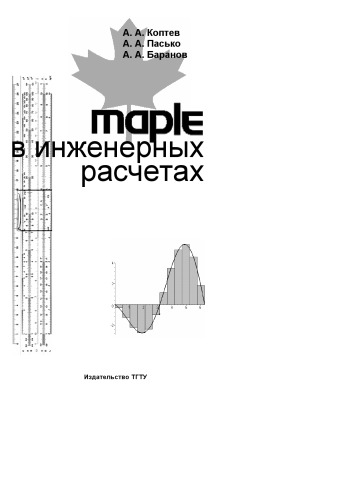 А. А. Коптев
А. А. Пасько
А. А. Баранов
maple
в инженерных
расчетах
Издательство ТГТУ